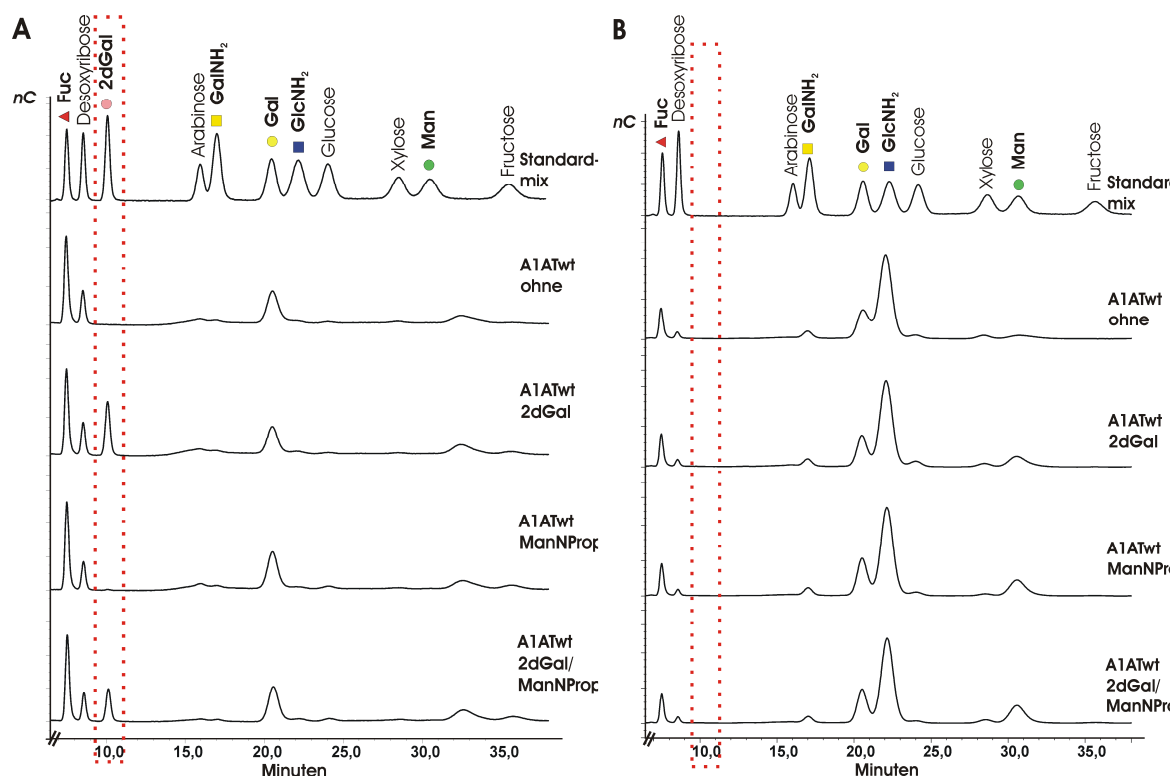 A
nC
Fuc
Desoxyribose
2dGal
Arabinose
GalNH2
Gal
GlcNH2
Glucose
Xylose
Man
Fructose
Standard-
mix
A1ATwt
ohne
A1ATwt
2dGal
A1ATwt
ManNProp
A1ATwt
2dGal/
ManNProp
10,0
15,0
20,0
25,0
30,0
35,0
Minuten
B
nC
Fuc
Desoxyribose
Arabinose
GalNH2
Gal
GlcNH2
Glucose
Xylose
Man
Fructose
Standard
mix
A1ATwt
ohne
A1ATwt
2dGal
A1ATwt
ManNPro
A1ATwt
2dGal/
ManNPro
10,0
15,0
20,0
25,0
30,0
35,0
Minuten